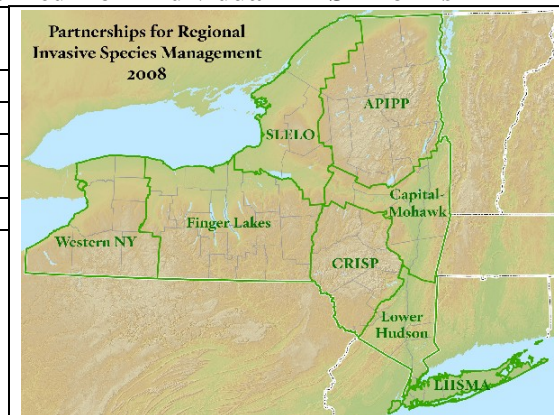 Partnerships for Regional
Invasive Species Management
2008
APIPP
SLELO
Capital-
Mohawk
Finger Lakes
Western NY
CRISP
Lower
Hudson
LIISMA